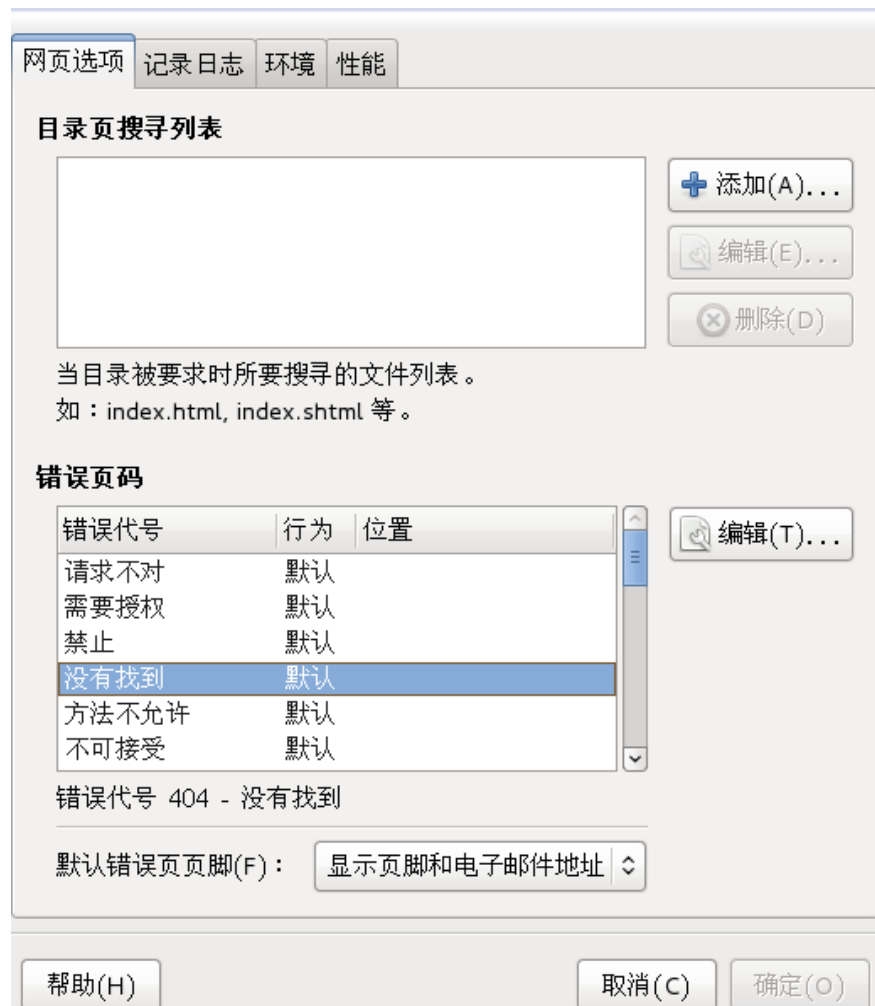 网页选项 记录日志 环境 性能
目录页搜寻列表
添加(A)...
编辑(E)...
删除(D)
当目录被要求时所要搜寻的文件列表。
如：index.html, index.shtml 等。
错误页码
错误代号 行为 位置
编辑(T)...
请求不对 默认
需要授权 默认
禁止 默认
没有找到 默认
方法不允许 默认
不可接受 默认
错误代号 404 - 没有找到
默认错误页页脚(F)： 显示页脚和电子邮件地址
帮助(H) 取消(C) 确定(O)